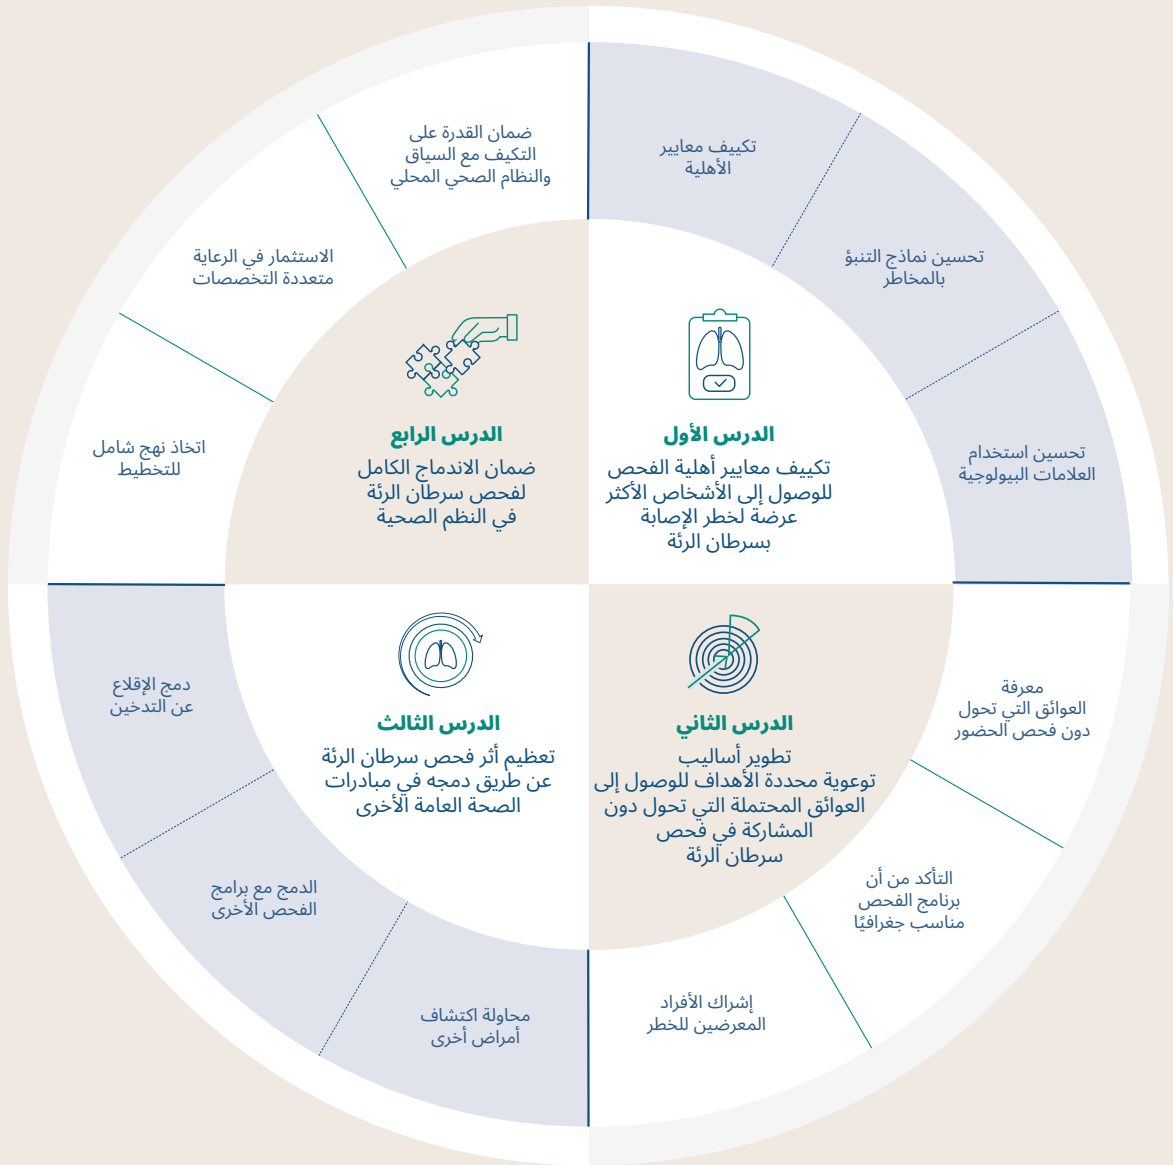 الدرس الأول
تكييف معايير أهلية الفحص
للوصول إلى الأشخاص الأكثر
عرضة لخطر الإصابة
بسرطان الرئة
تكييف معايير
الأهلية
تحسين نماذج التنبؤ
بالمخاطر
تحسين استخدام
العلامات البيولوجية
الدرس الثاني
تطوير أساليب
توعوية محددة الأهداف للوصول إلى
العوائق المحتملة التي تحول دون
المشاركة في فحص
سرطان الرئة
معرفة
العوائق التي تحول
دون فحص الحضور
التأكد من أن
برنامج الفحص
مناسب جغرافيًا
إشراك الأفراد
المعرضين للخطر
الدرس الثالث
تعظيم أثر فحص سرطان الرئة
عن طريق دمجه في مبادرات
الصحة العامة الأخرى
محاولة اكتشاف
أمراض أخرى
الدمج مع برامج
الفحص الأخرى
دمج الإقلاع
عن التدخين
الدرس الرابع
ضمان الاندماج الكامل
لفحص سرطان الرئة
في النظم الصحية
اتخاذ نهج شامل
للتخطيط
الاستثمار في الرعاية
متعددة التخصصات
ضمان القدرة على
التكيف مع السياق
والنظام الصحي المحلي